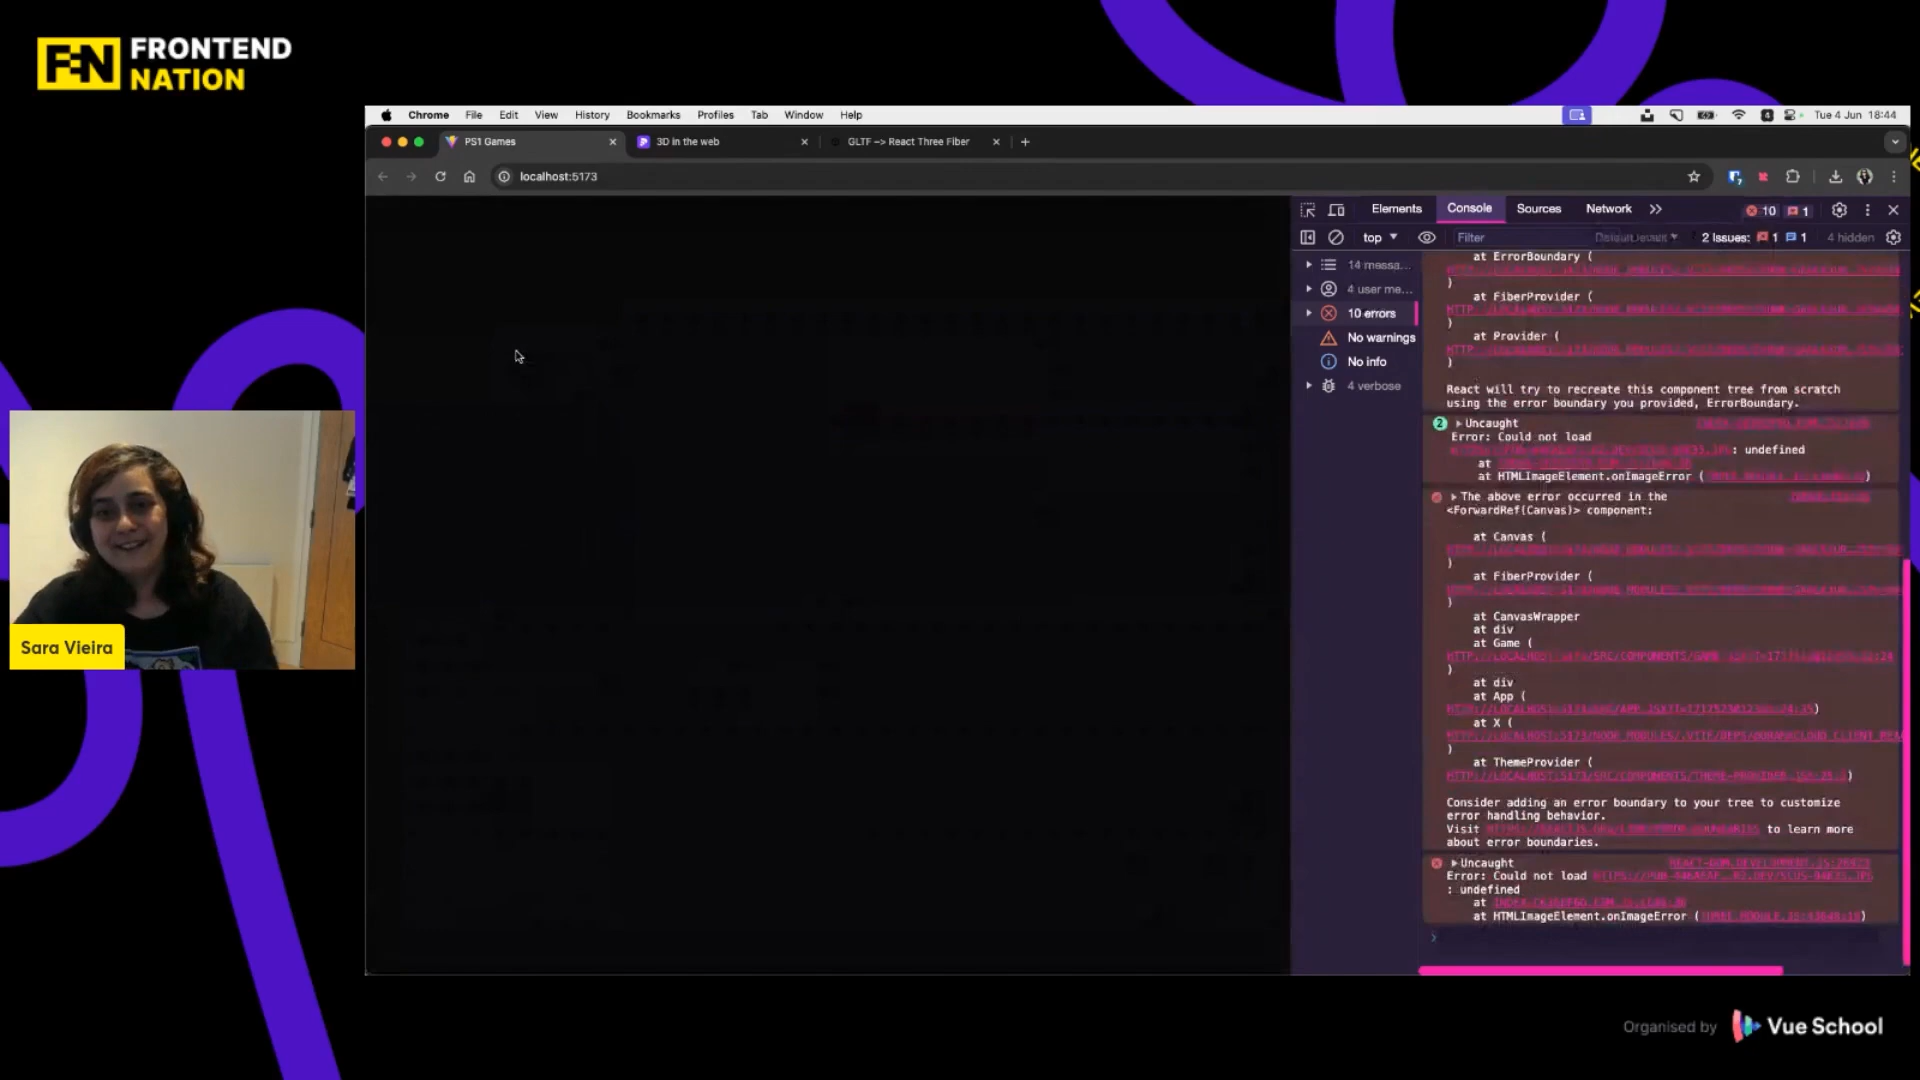 FRONTEND
NATION
Chrome File Edit View History Bookmarks Profiles Tab Window Help
Tue 4 Jun 18:44
PS1 Games
3D in the web
GLTF -> React Three Fiber
localhost:5173
Elements Console Sources Network
10 1
top
Filter
2 Issues: 1 1
4 hidden
14 messa...
4 user me...
10 errors
No warnings
No info
4 verbose
at ErrorBoundary (
)
at FiberProvider (
)
at Provider (
)
React will try to recreate this component tree from scratch
using the error boundary you provided, ErrorBoundary.
2 Uncaught
Error: Could not load
: undefined
at
at HTMLImageElement.onImageError (
)
The above error occurred in the
<ForwardRef(Canvas)> component:
at Canvas (
)
at FiberProvider (
)
at CanvasWrapper
at div
at Game (
)
at div
at App (
)
at X (
)
at ThemeProvider (
)
Consider adding an error boundary to your tree to customize
error handling behavior.
Visit to learn more
about error boundaries.
Uncaught
Error: Could not load
: undefined
at
at HTMLImageElement.onImageError (
)
Sara Vieira
Organised by Vue School